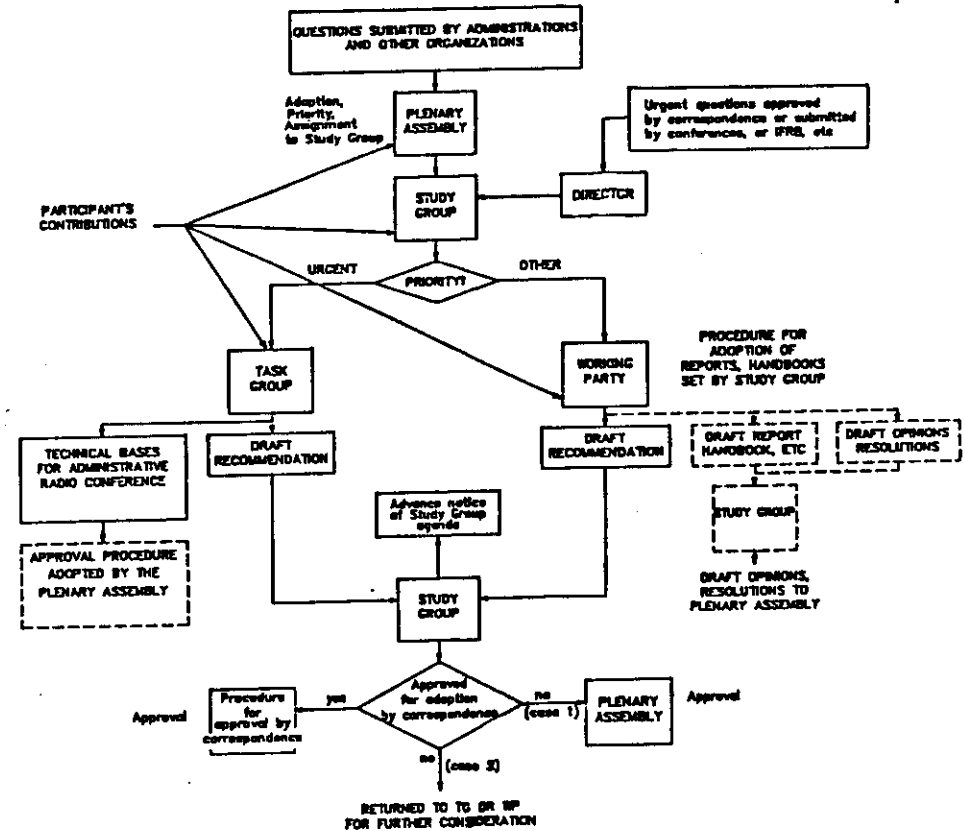 QUESTIONS SUBMITTED BY ADMINISTRATIONS
AND OTHER ORGANIZATIONS
Adoption,
Priority,
Assignment
to Study Group
PLENARY
ASSEMBLY
Urgent questions approved
by correspondence or submitted
by conferences, or IFRB, etc
STUDY
GROUP
DIRECTOR
PARTICIPANT'S
CONTRIBUTIONS
URGENT
PRIORITY?
OTHER
TASK
GROUP
WORKING
PARTY
PROCEDURE FOR
ADOPTION OF
REPORTS, HANDBOOKS
SET BY STUDY GROUP
TECHNICAL BASES
FOR ADMINISTRATIVE
RADIO CONFERENCE
DRAFT
RECOMMENDATION
DRAFT
RECOMMENDATION
DRAFT REPORT
HANDBOOK, ETC
DRAFT OPINIONS
RESOLUTIONS
Advance notice
of Study Group
agenda
STUDY GROUP
APPROVAL PROCEDURE
ADOPTED BY THE
PLENARY ASSEMBLY
STUDY
GROUP
DRAFT OPINIONS,
RESOLUTIONS TO
PLENARY ASSEMBLY
Approval
Procedure
for
approval by
correspondence
yes
Approved
for adoption
by correspondence
no
(case 1)
PLENARY
ASSEMBLY
Approval
no
(case 2)
RETURNED TO TG OR WP
FOR FURTHER CONSIDERATION